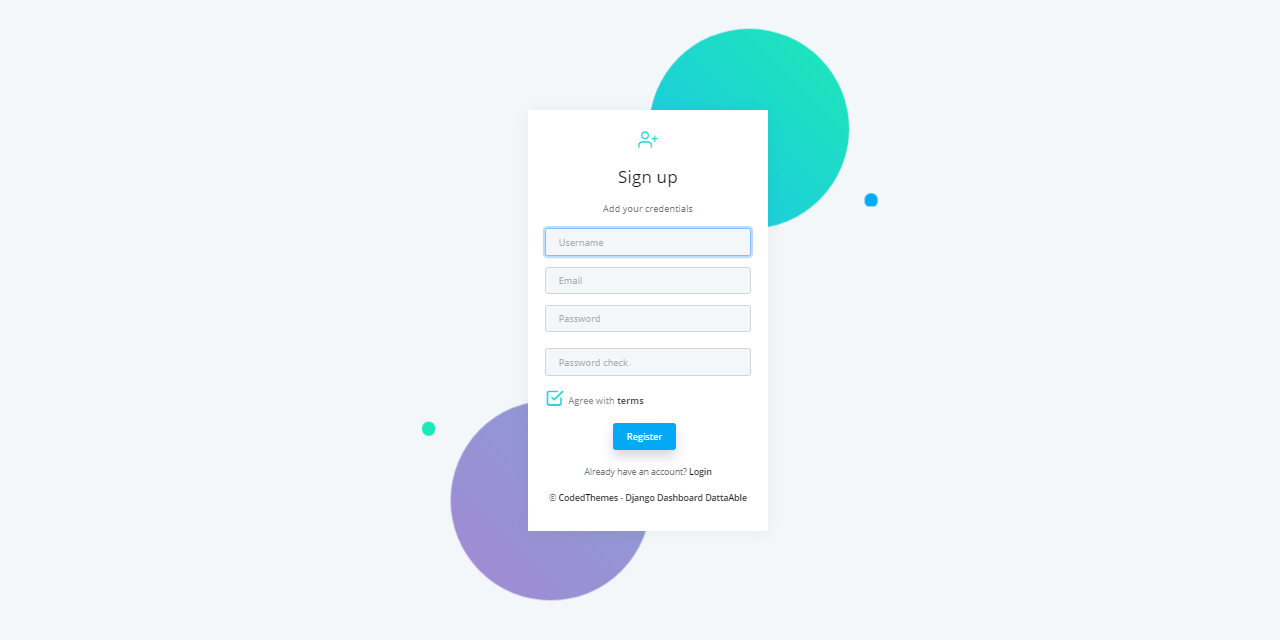 Sign up
Add your credentials
Username
Email
Password
Password check
Agree with terms
Register
Already have an account? Login
© CodedThemes - Django Dashboard DattaAble